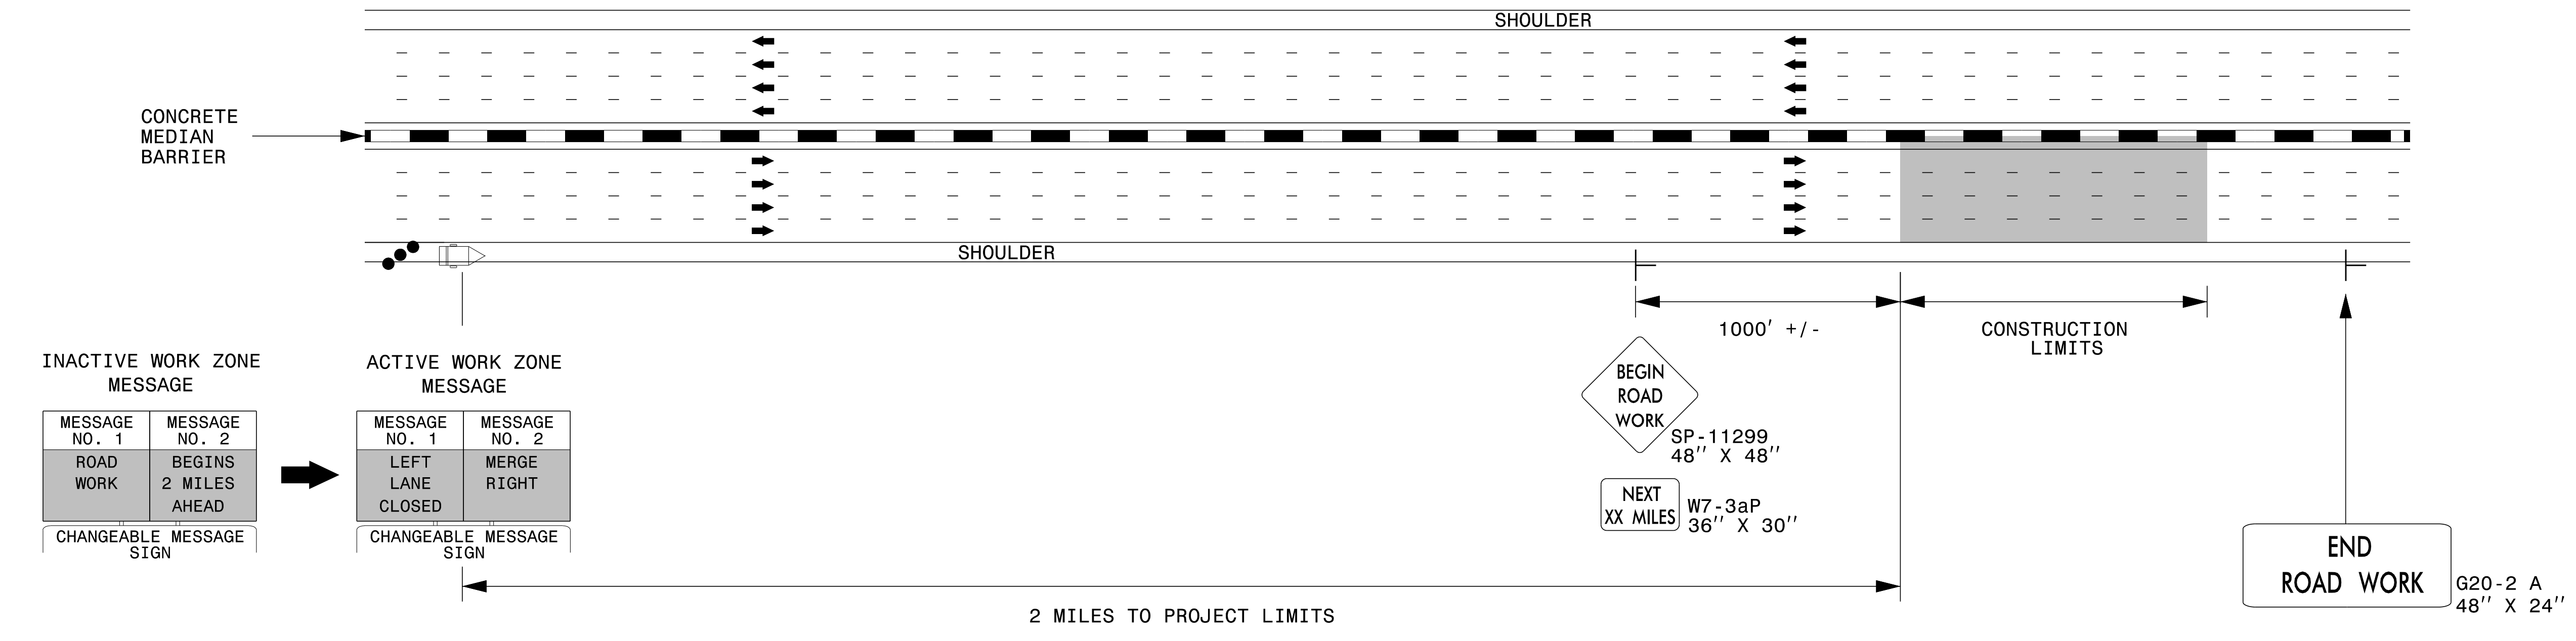 SHOULDER
CONCRETE
MEDIAN
BARRIER
SHOULDER
1000' +/-
CONSTRUCTION
LIMITS
INACTIVE WORK ZONE
MESSAGE
MESSAGE
NO. 1
MESSAGE
NO. 2
ROAD
WORK
BEGINS
2 MILES
AHEAD
CHANGEABLE MESSAGE
SIGN
ACTIVE WORK ZONE
MESSAGE
MESSAGE
NO. 1
MESSAGE
NO. 2
LEFT
LANE
CLOSED
MERGE
RIGHT
CHANGEABLE MESSAGE
SIGN
BEGIN
ROAD
WORK
SP-11299
48'' X 48''
NEXT
XX MILES
W7-3aP
36'' X 30''
END
ROAD WORK
G20-2 A
48'' X 24''
2 MILES TO PROJECT LIMITS